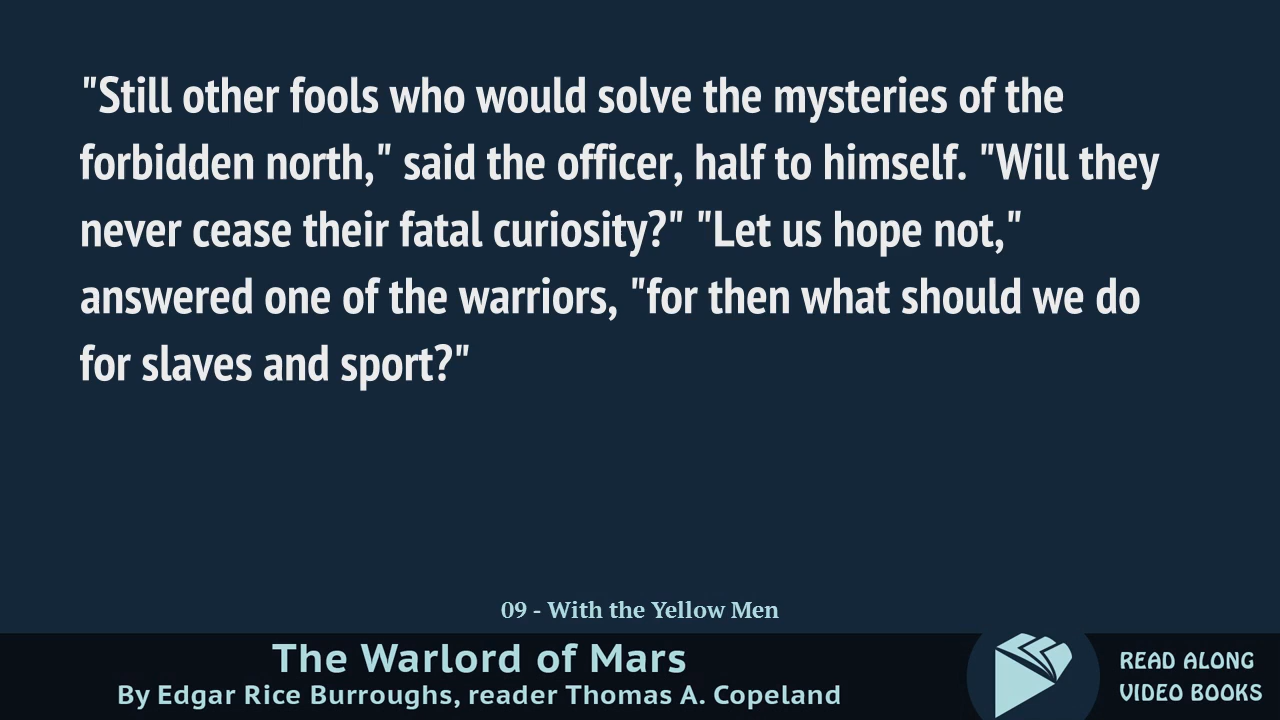 "Still other fools who would solve the mysteries of the
forbidden north," said the officer, half to himself. "Will they
never cease their fatal curiosity?" "Let us hope not,"
answered one of the warriors, "for then what should we do
for slaves and sport?"
09 - With the Yellow Men
The Warlord of Mars
By Edgar Rice Burroughs, reader Thomas A. Copeland
READ ALONG
VIDEO BOOKS